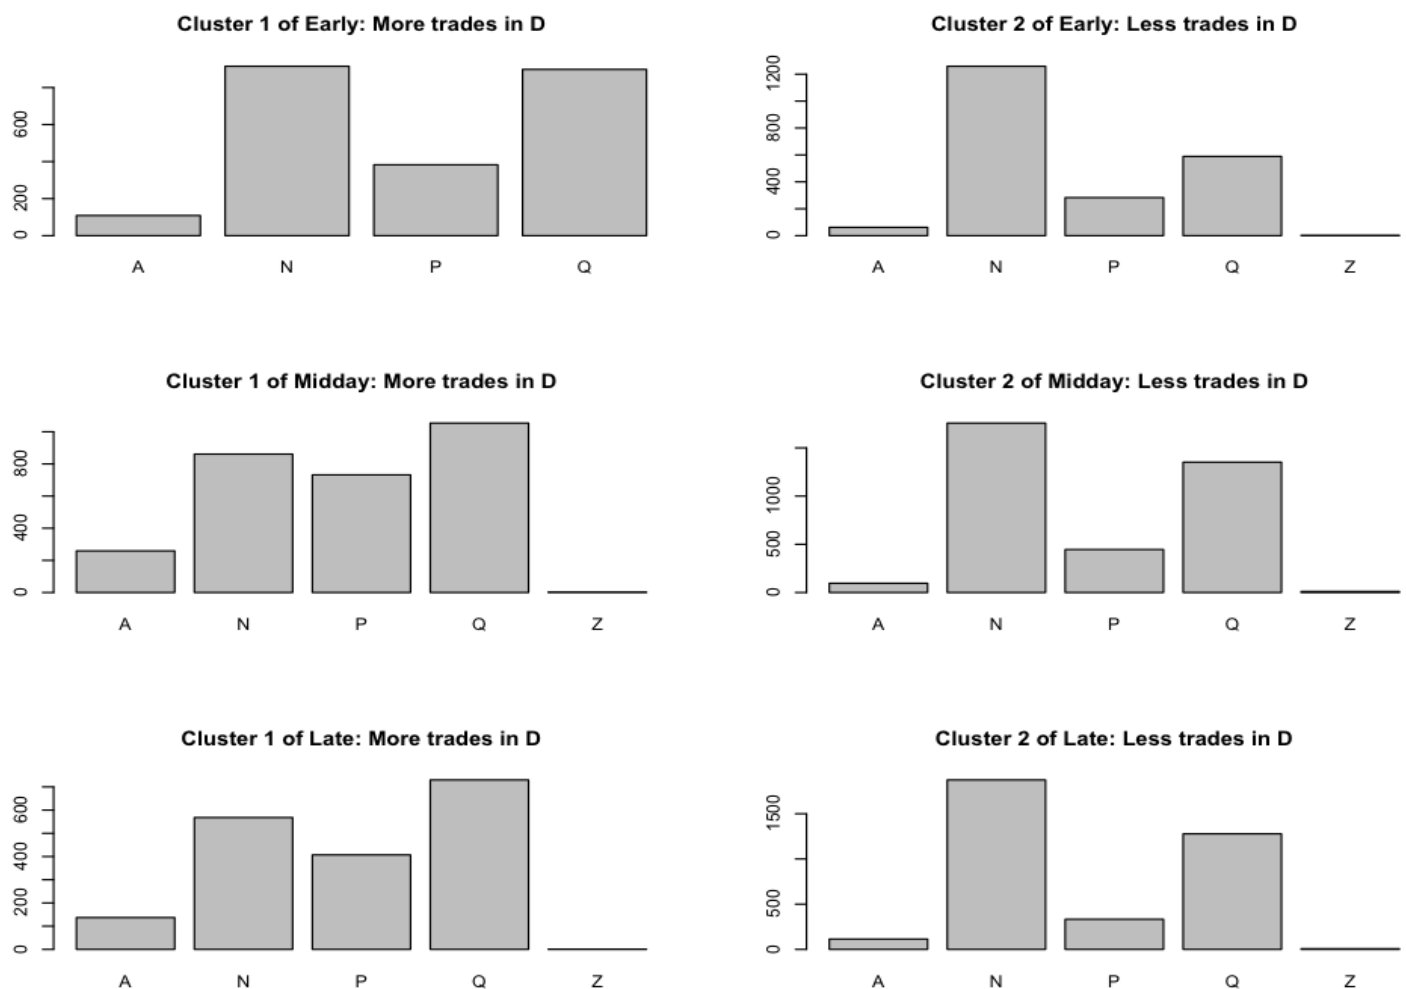 Cluster 1 of Early: More trades in D
600
200
0
A N P Q
Cluster 2 of Early: Less trades in D
1200
800
400
0
A N P Q Z
Cluster 1 of Midday: More trades in D
800
400
0
A N P Q Z
Cluster 2 of Midday: Less trades in D
1000
500
0
A N P Q Z
Cluster 1 of Late: More trades in D
600
400
200
0
A N P Q Z
Cluster 2 of Late: Less trades in D
1500
500
0
A N P Q Z